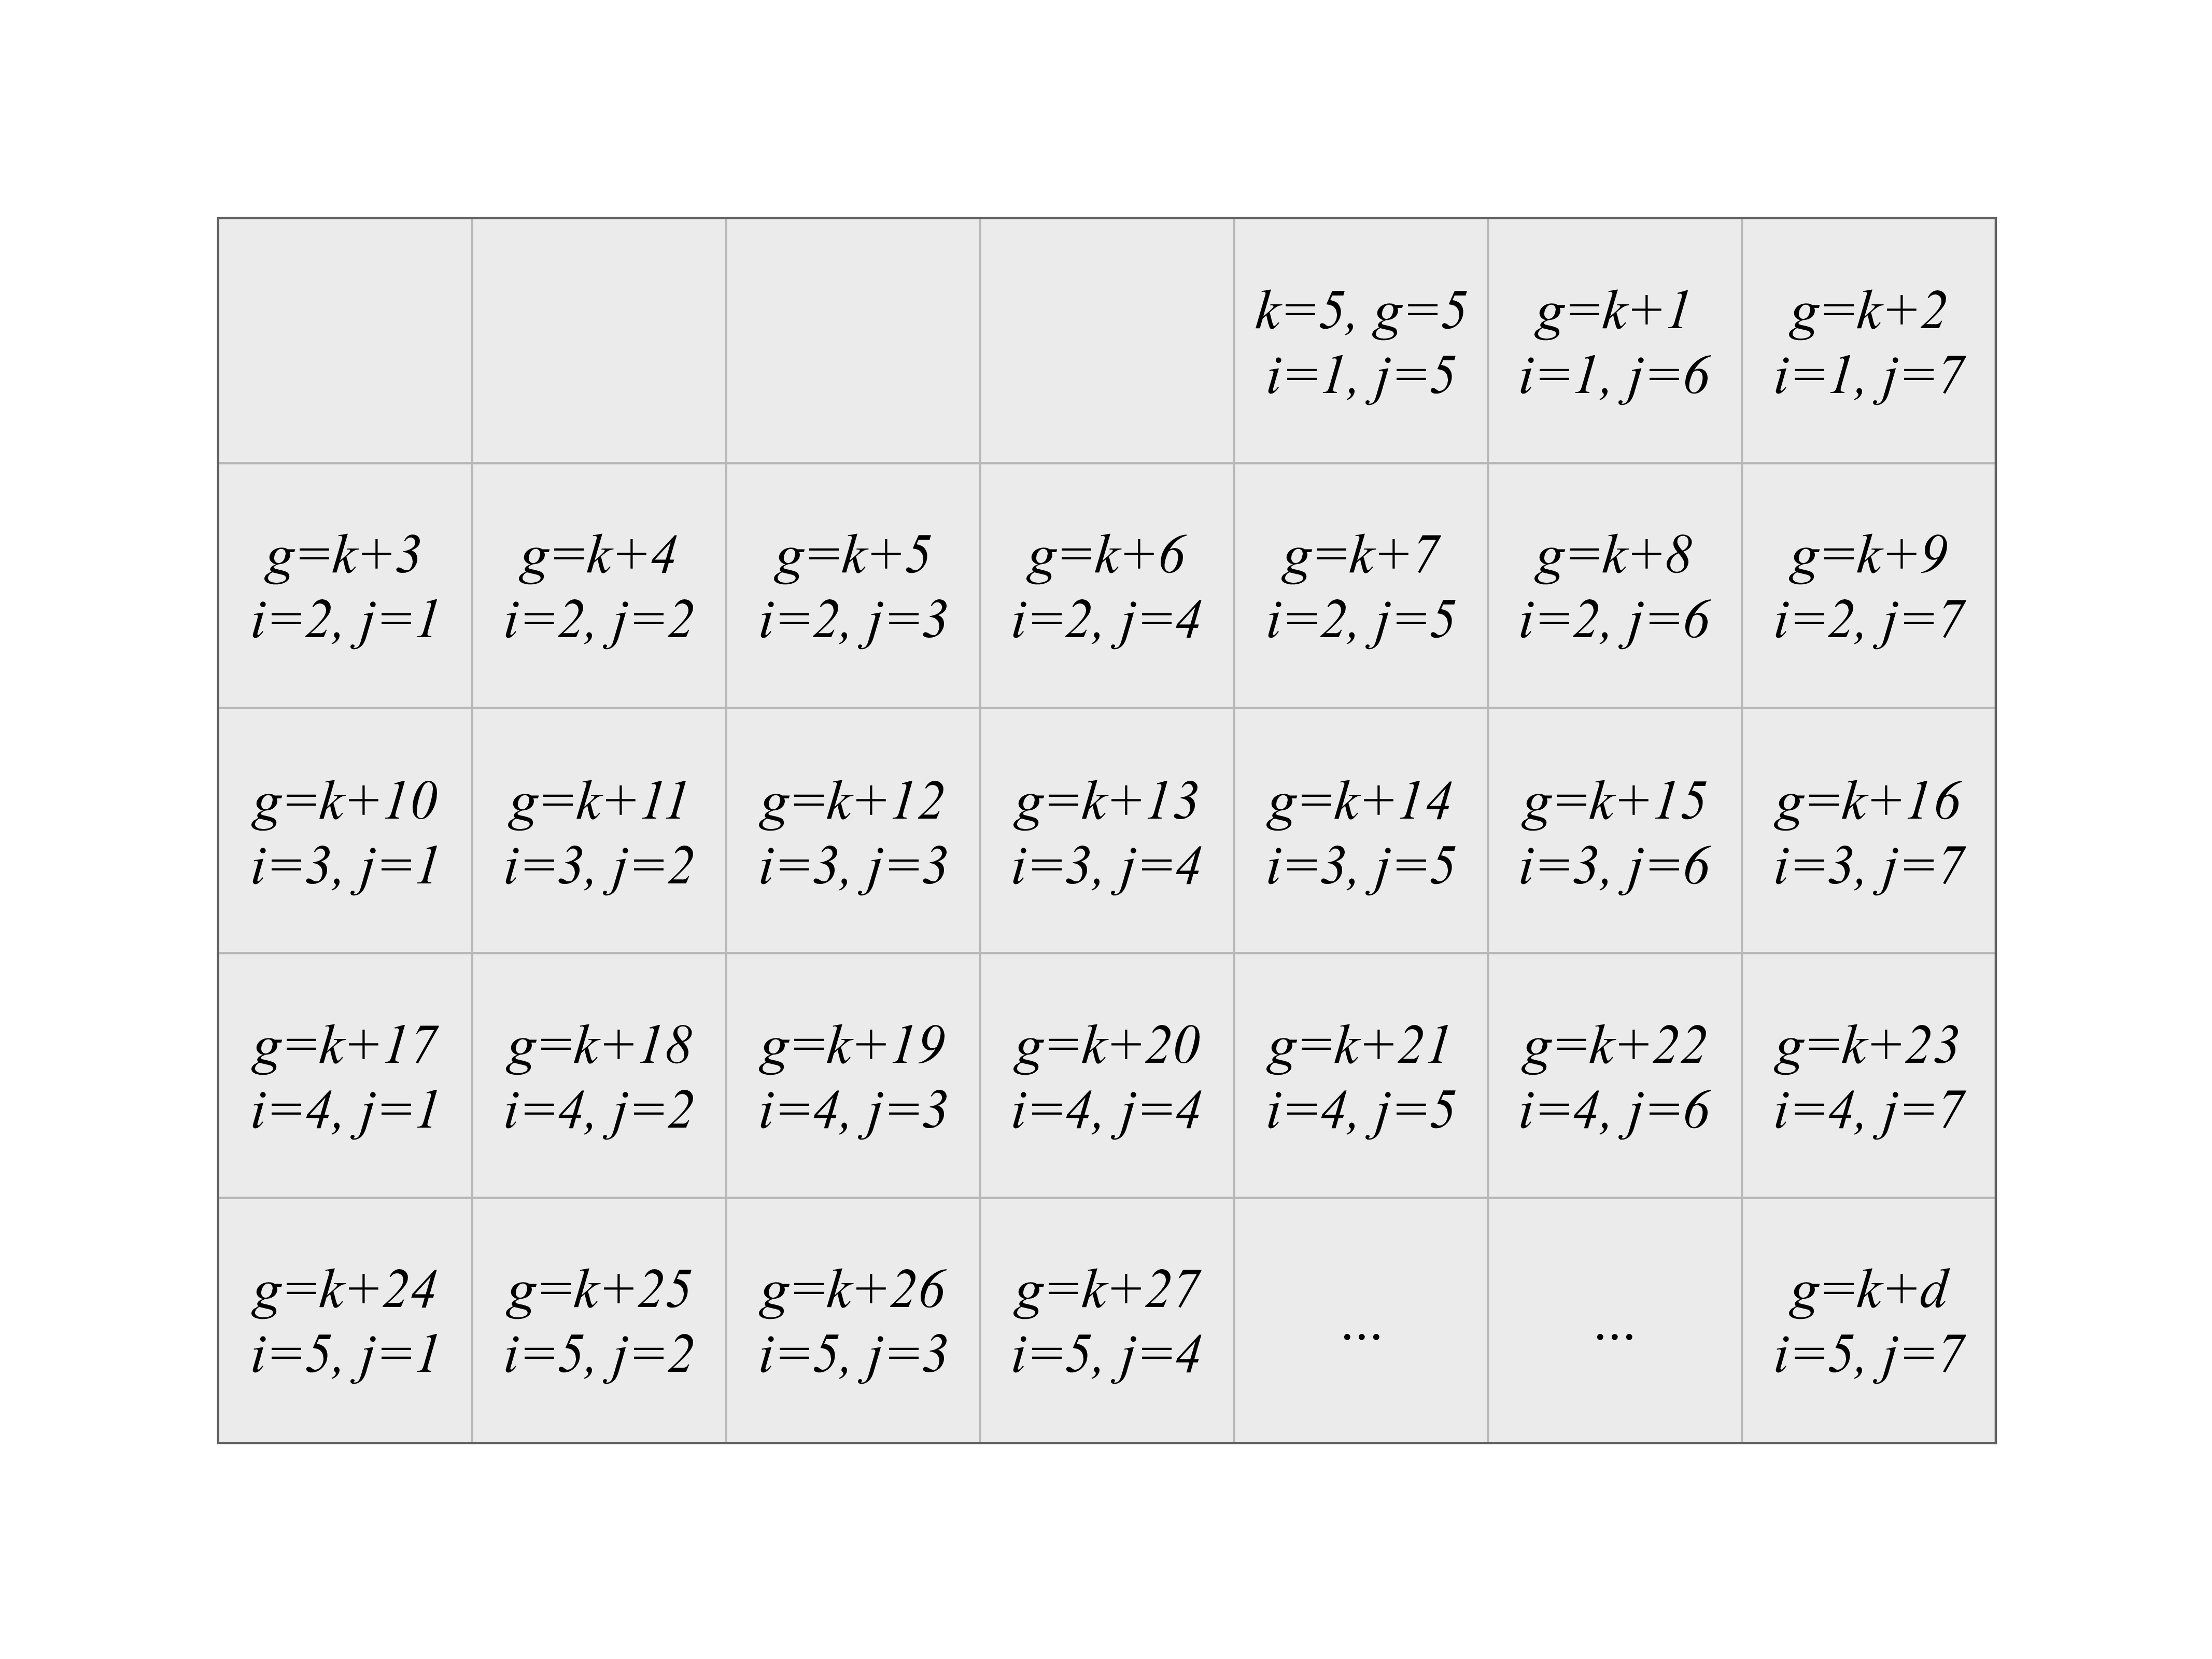 k=5, g=5
i=1, j=5
g=k+1
i=1, j=6
g=k+2
i=1, j=7
g=k+3
i=2, j=1
g=k+4
i=2, j=2
g=k+5
i=2, j=3
g=k+6
i=2, j=4
g=k+7
i=2, j=5
g=k+8
i=2, j=6
g=k+9
i=2, j=7
g=k+10
i=3, j=1
g=k+11
i=3, j=2
g=k+12
i=3, j=3
g=k+13
i=3, j=4
g=k+14
i=3, j=5
g=k+15
i=3, j=6
g=k+16
i=3, j=7
g=k+17
i=4, j=1
g=k+18
i=4, j=2
g=k+19
i=4, j=3
g=k+20
i=4, j=4
g=k+21
i=4, j=5
g=k+22
i=4, j=6
g=k+23
i=4, j=7
g=k+24
i=5, j=1
g=k+25
i=5, j=2
g=k+26
i=5, j=3
g=k+27
i=5, j=4
...
...
g=k+d
i=5, j=7